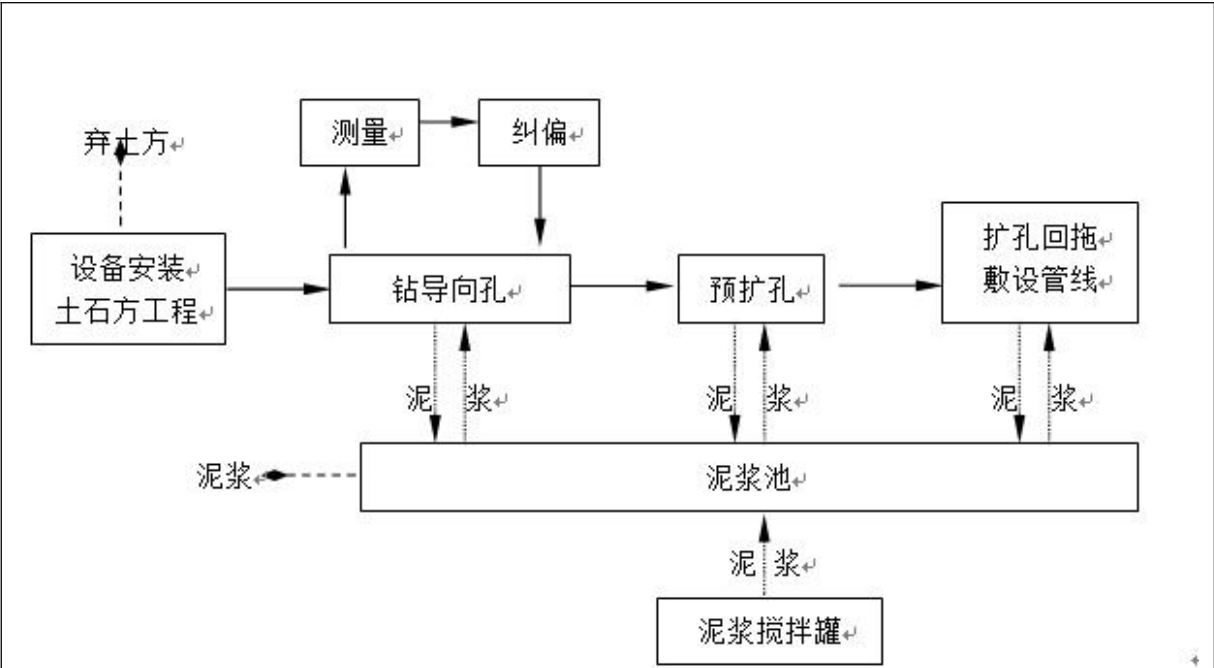 测量
纠偏
弃土方
设备安装
土石方工程
钻导向孔
预扩孔
扩孔回拖
敷设管线
泥 浆
泥 浆
泥 浆
泥浆
泥浆池
泥 浆
泥浆搅拌罐